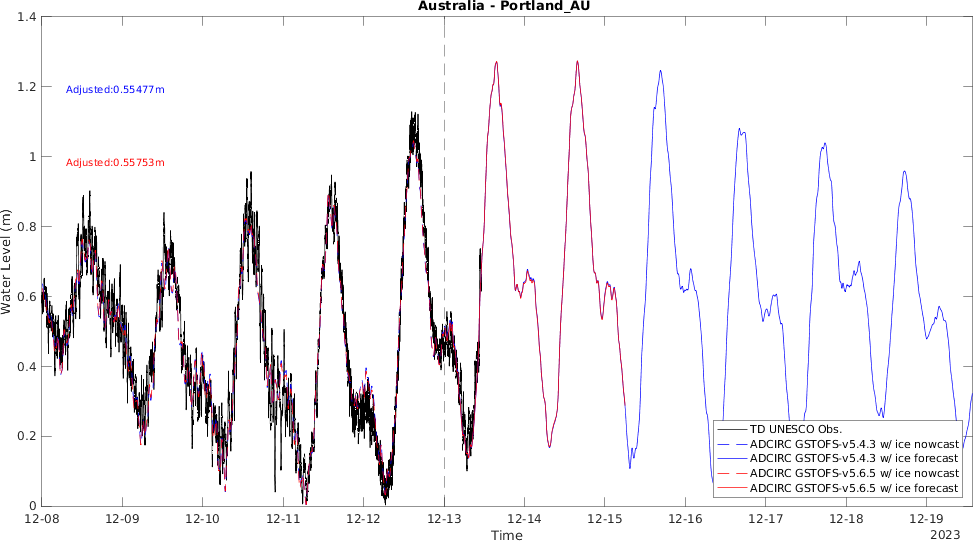 Australia - Portland_AU
1.4
1.2
1
0.8
0.6
0.4
0.2
0
Water Level (m)
Adjusted:0.55477m
Adjusted:0.55753m
TD UNESCO Obs.
ADCIRC GSTOFS-v5.4.3 w/ ice nowcast
ADCIRC GSTOFS-v5.4.3 w/ ice forecast
ADCIRC GSTOFS-v5.6.5 w/ ice nowcast
ADCIRC GSTOFS-v5.6.5 w/ ice forecast
12-08 12-09 12-10 12-11 12-12 12-13 12-14 12-15 12-16 12-17 12-18 12-19
2023
Time